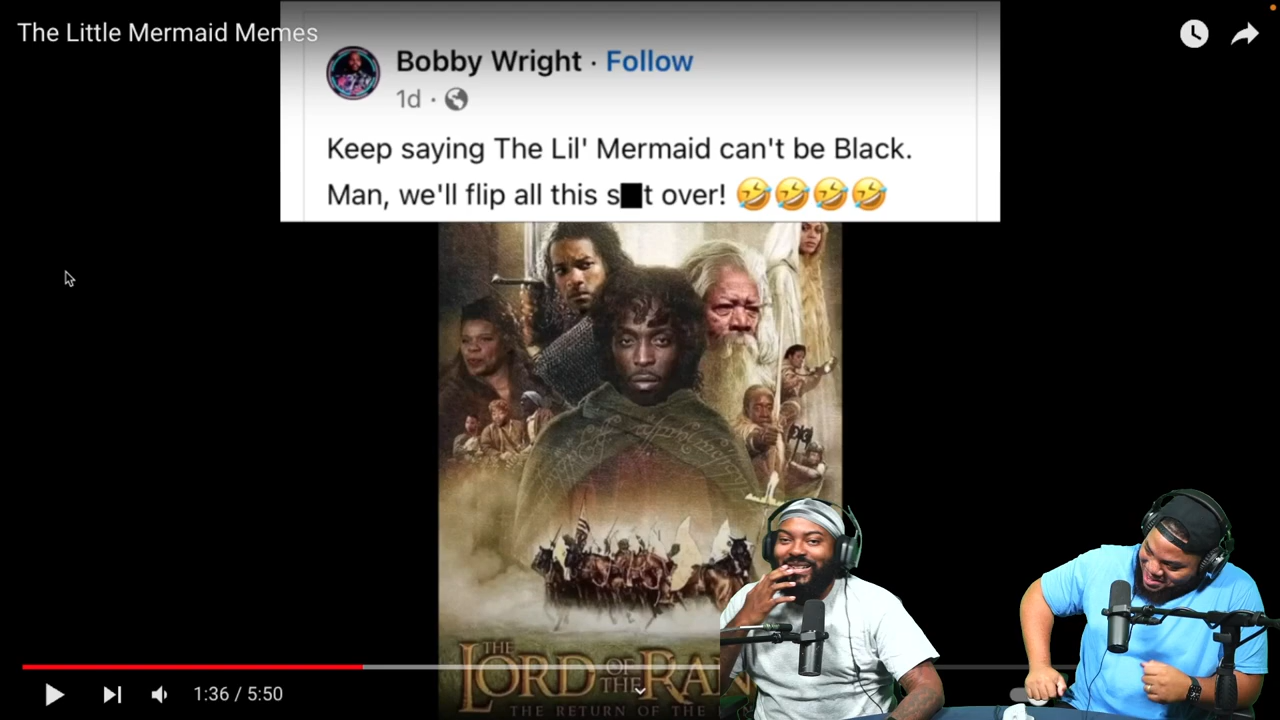 The Little Mermaid Memes
Bobby Wright · Follow
1d ·
Keep saying The Lil' Mermaid can't be Black.
Man, we'll flip all this s█t over! 🤣🤣🤣🤣
THE
LORD OF THE RAN
THE RETURN OF THE
1:36 / 5:50